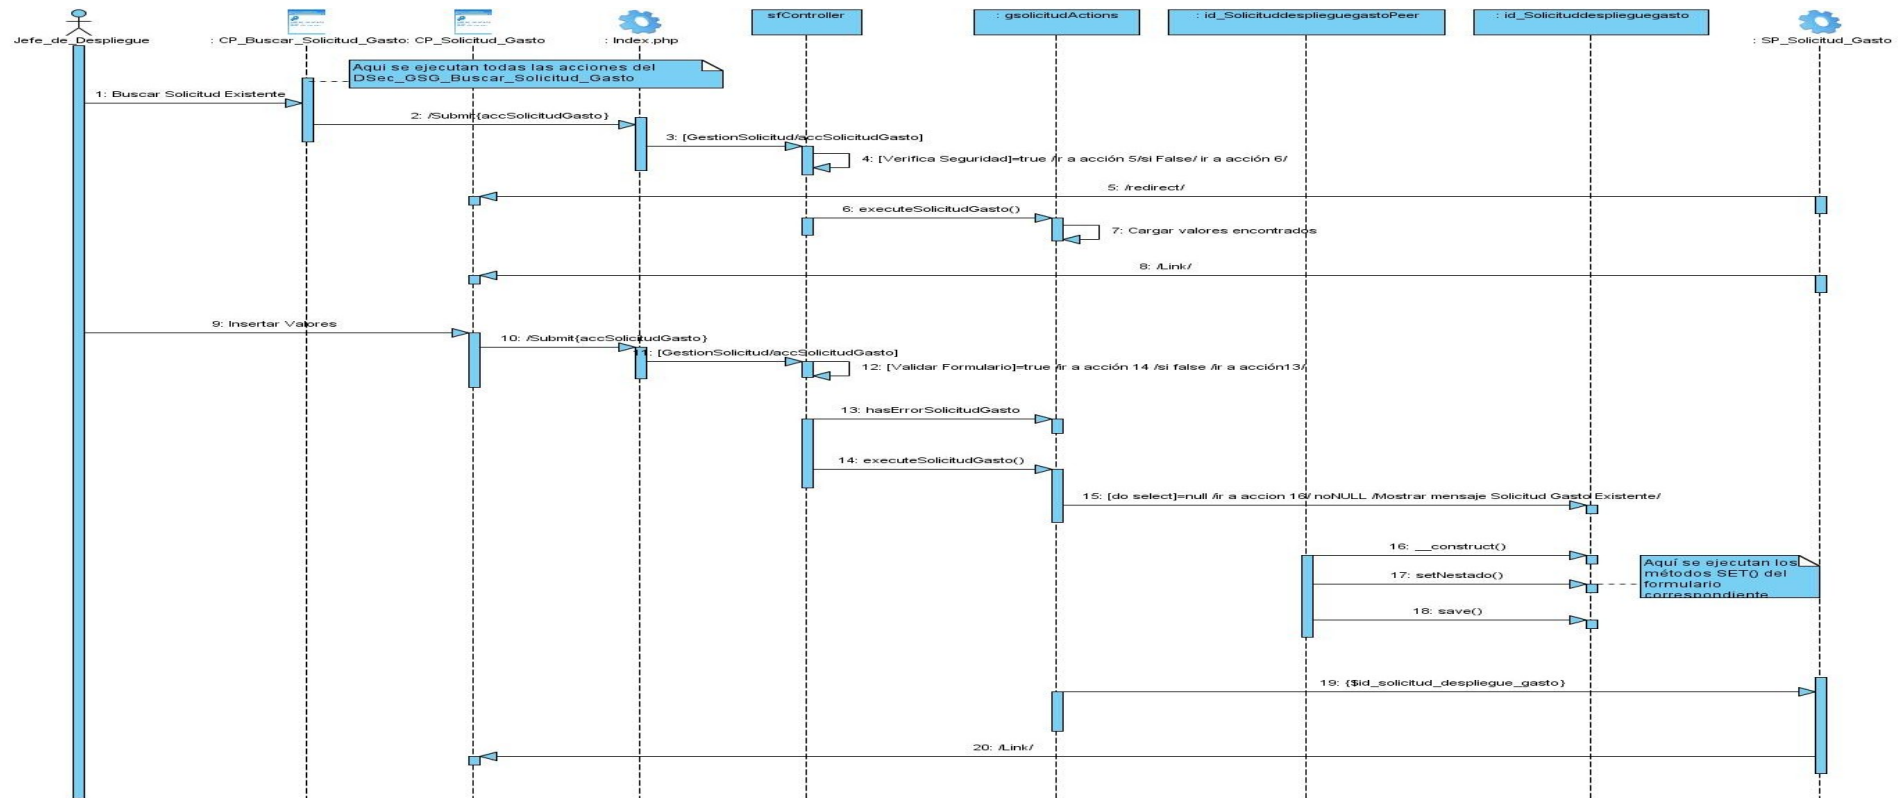 sfController
: gsolicitudActions
: id_SolicituddesplieguegastoPeer
: id_Solicituddesplieguegasto
Jefe_de_Despliegue
: CP_Buscar_Solicitud_Gasto
: CP_Solicitud_Gasto
: Index.php
: SP_Solicitud_Gasto
Aquí se ejecutan todas las acciones del
DSec_GSG_Buscar_Solicitud_Gasto
1: Buscar Solicitud Existente
2: /Submit{accSolicitudGasto}
3: [GestionSolicitud/accSolicitudGasto]
4: [Verifica Seguridad]=true /ir a acción 5/si False/ ir a acción 6/
5: /redirect/
6: executeSolicitudGasto()
7: Cargar valores encontrados
8: /Link/
9: Insertar Valores
10: /Submit{accSolicitudGasto}
11: [GestionSolicitud/accSolicitudGasto]
12: [Validar Formulario]=true /ir a acción 14 /si false /ir a acción13/
13: hasErrorSolicitudGasto
14: executeSolicitudGasto()
15: [do select]=null /ir a accion 16/ noNULL /Mostrar mensaje Solicitud Gasto Existente/
16: __construct()
17: setNestado()
Aquí se ejecutan los
métodos SET() del
formulario
correspondiente
18: save()
19: {$id_solicitud_despliegue_gasto}
20: /Link/